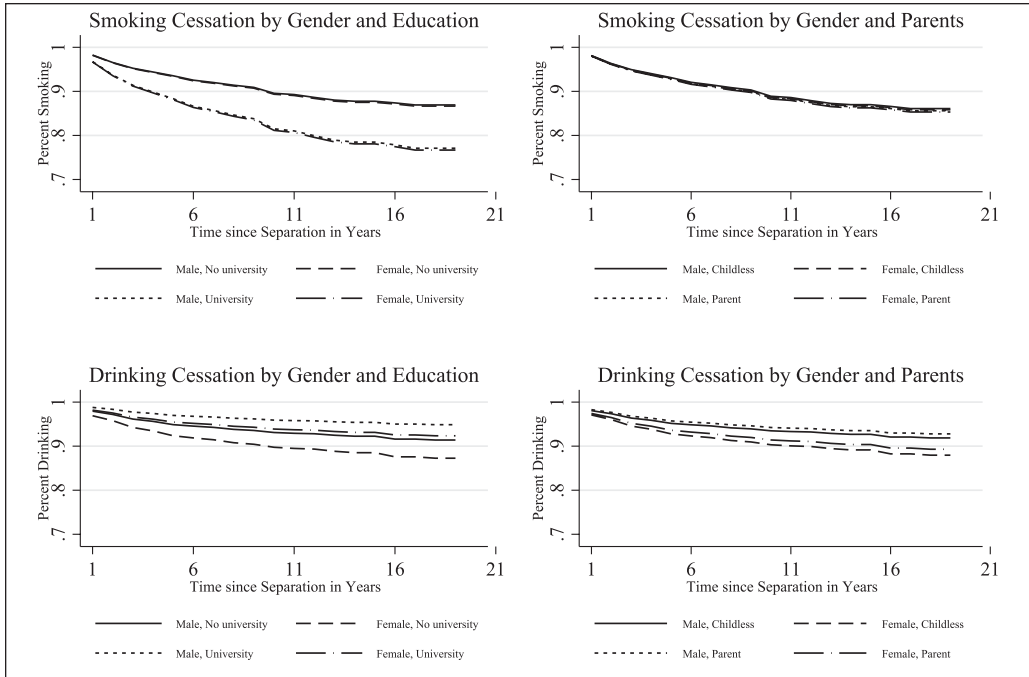 Smoking Cessation by Gender and Education
Percent Smoking
1
.9
.8
.7
1 6 11 16 21
Time since Separation in Years
Male, No university Female, No university
Male, University Female, University
Smoking Cessation by Gender and Parents
Percent Smoking
1
.9
.8
.7
1 6 11 16 21
Time since Separation in Years
Male, Childless Female, Childless
Male, Parent Female, Parent
Drinking Cessation by Gender and Education
Percent Drinking
1
.9
.8
.7
1 6 11 16 21
Time since Separation in Years
Male, No university Female, No university
Male, University Female, University
Drinking Cessation by Gender and Parents
Percent Drinking
1
.9
.8
.7
1 6 11 16 21
Time since Separation in Years
Male, Childless Female, Childless
Male, Parent Female, Parent